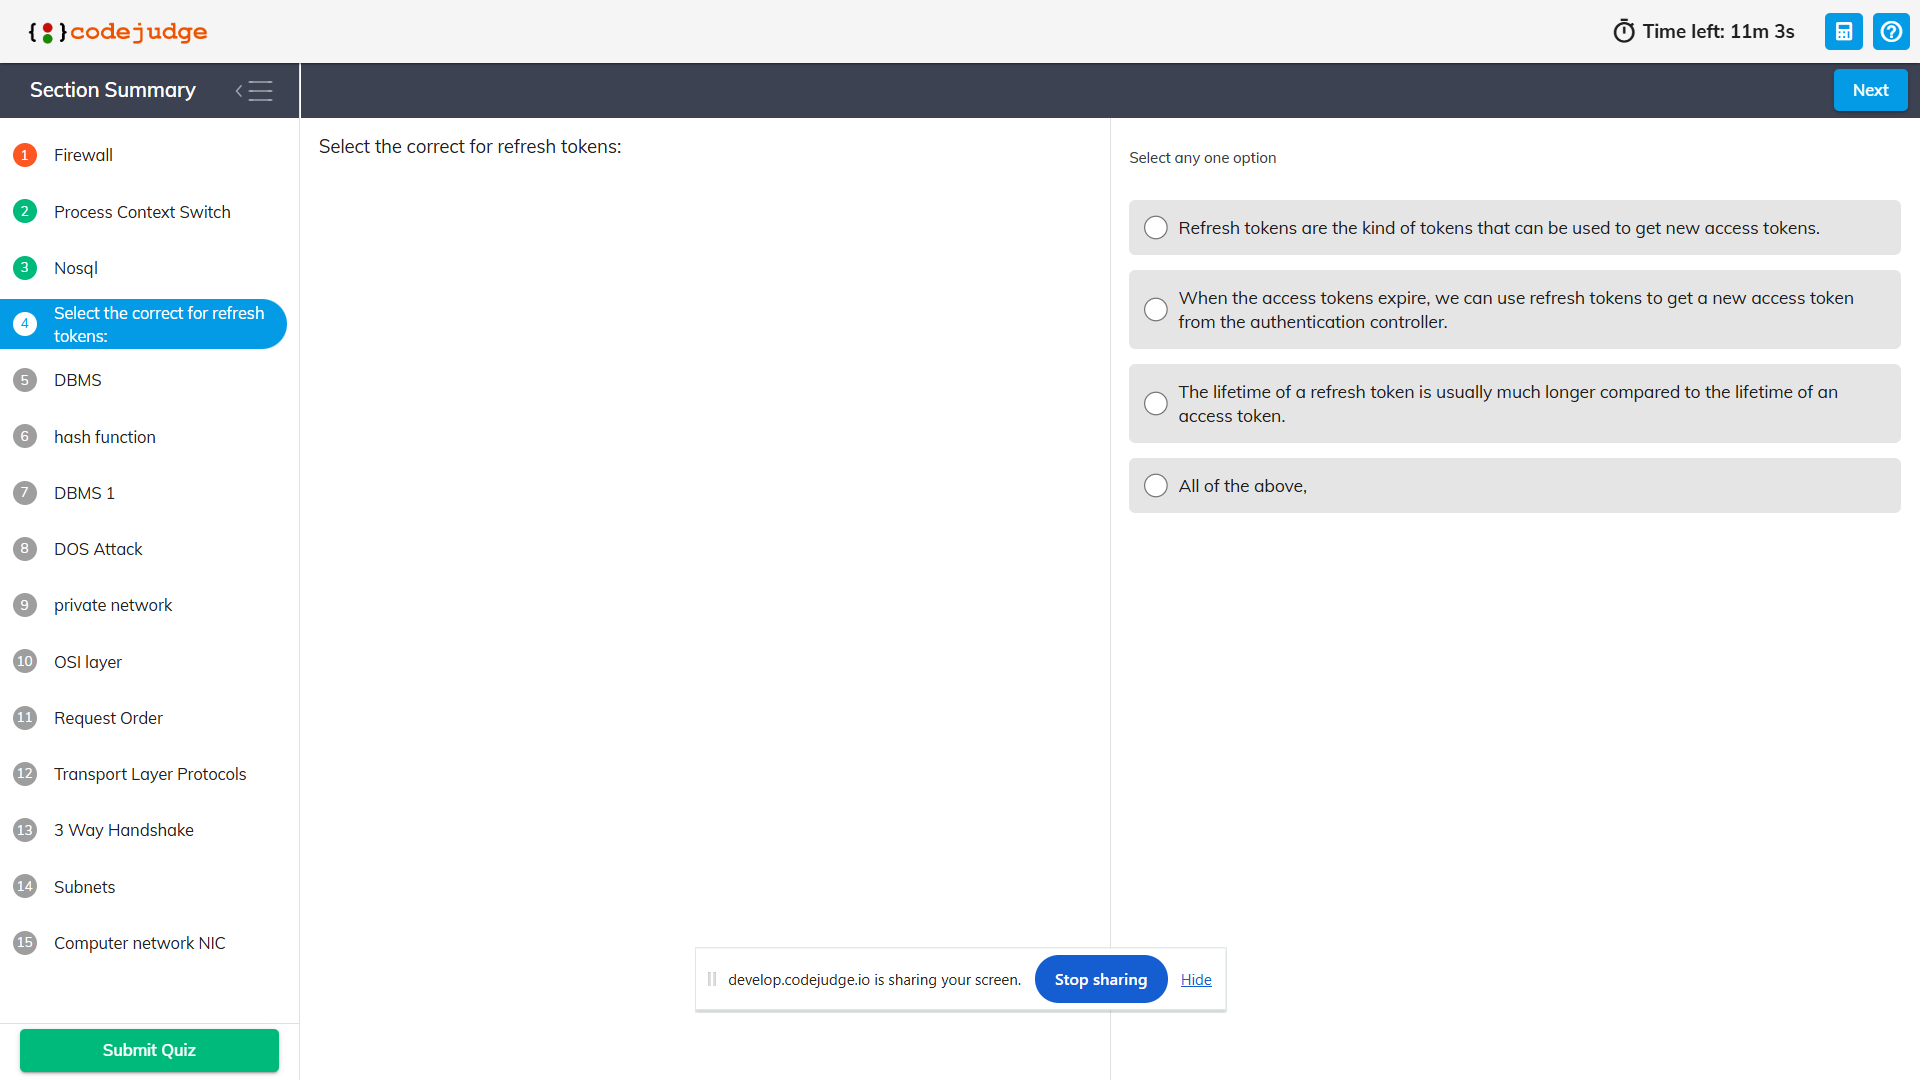 { } codejudge
Time left: 11m 3s
Section Summary
Next
1 Firewall
2 Process Context Switch
3 Nosql
4 Select the correct for refresh
tokens:
5 DBMS
6 hash function
7 DBMS 1
8 DOS Attack
9 private network
10 OSI layer
11 Request Order
12 Transport Layer Protocols
13 3 Way Handshake
14 Subnets
15 Computer network NIC
Submit Quiz
Select the correct for refresh tokens:
Select any one option
Refresh tokens are the kind of tokens that can be used to get new access tokens.
When the access tokens expire, we can use refresh tokens to get a new access token
from the authentication controller.
The lifetime of a refresh token is usually much longer compared to the lifetime of an
access token.
All of the above,
develop.codejudge.io is sharing your screen.
Stop sharing
Hide